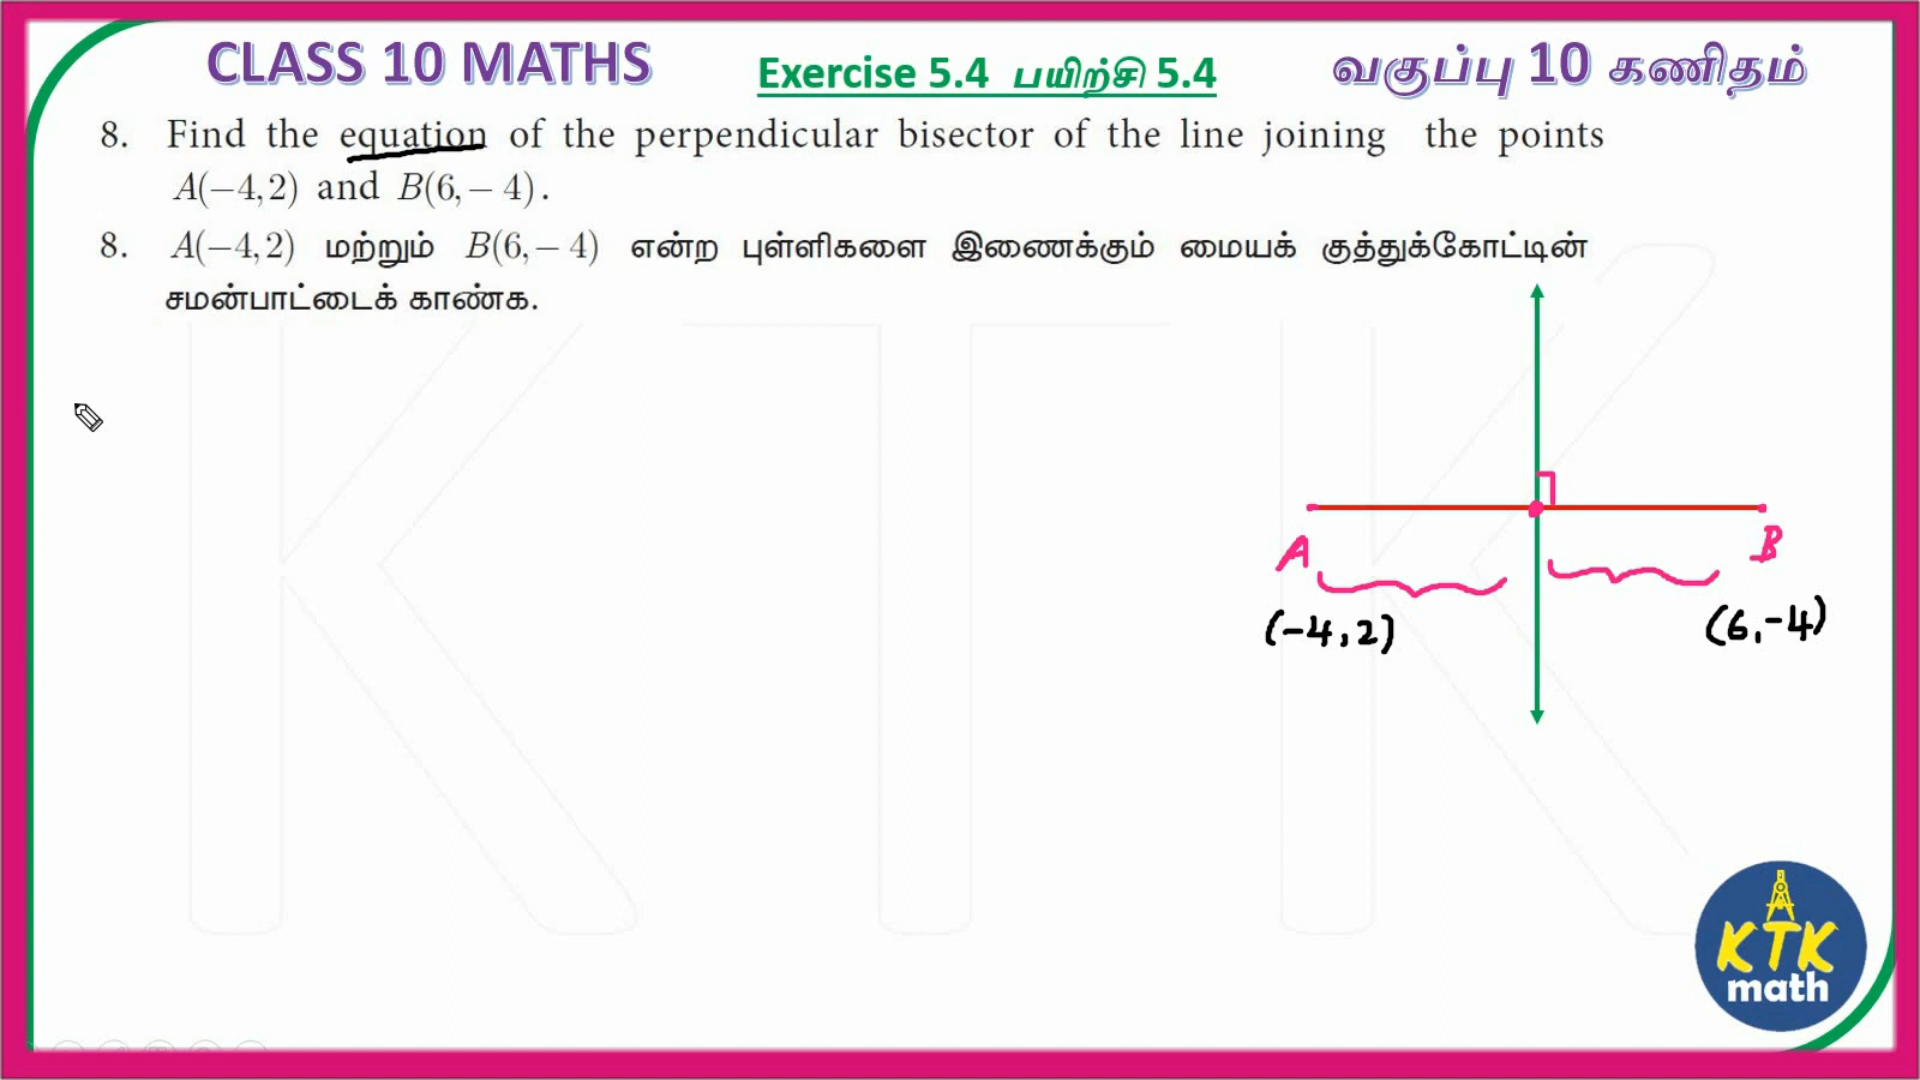 CLASS 10 MATHS
Exercise 5.4 பயிற்சி 5.4
வகுப்பு 10 கணிதம்
8. Find the equation of the perpendicular bisector of the line joining the points
A(−4,2) and B(6,− 4).
8. A(−4,2) மற்றும் B(6,− 4) என்ற புள்ளிகளை இணைக்கும் மையக் குத்துக்கோட்டின்
சமன்பாட்டைக் காண்க.
A B
(-4,2) (6,-4)
KTK
KTK
math